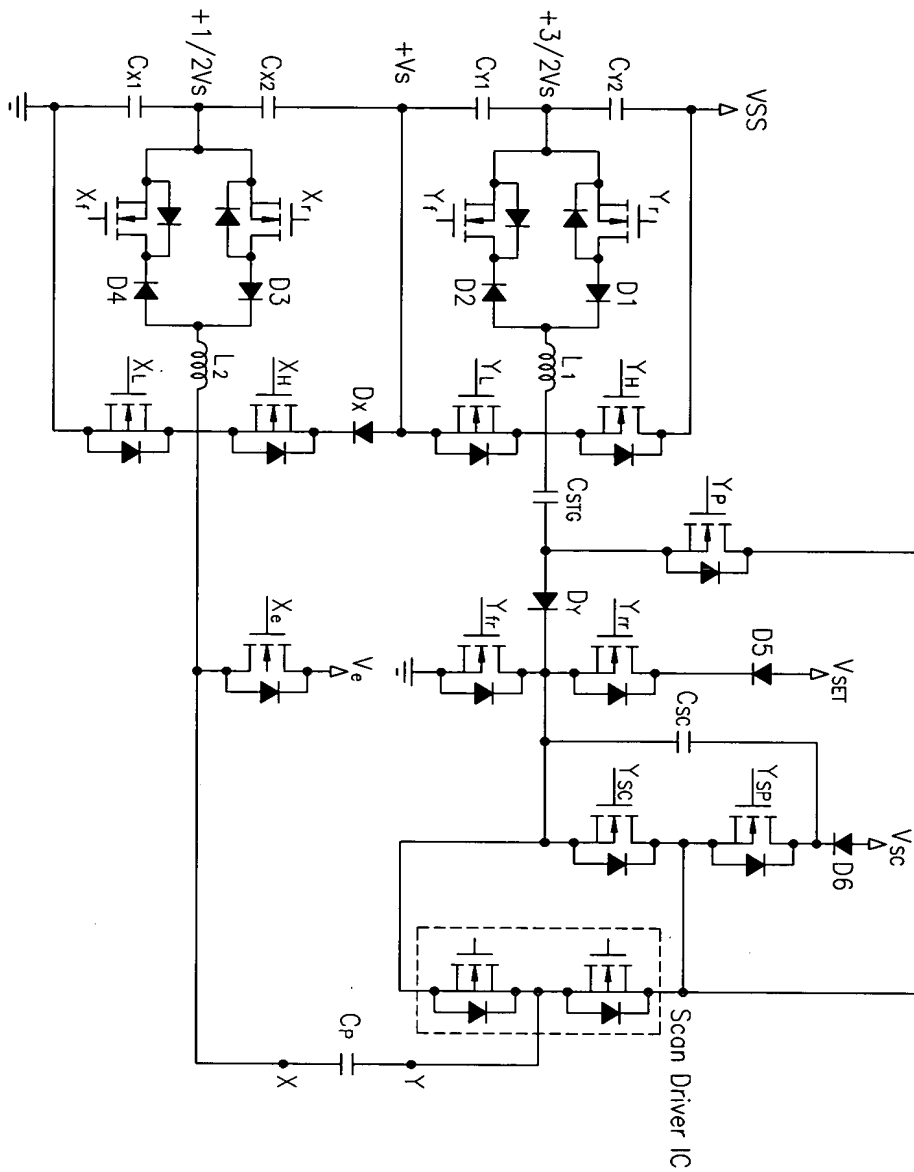 VSS
CY2
+3/2Vs
CY1
+Vs
CX2
+1/2Vs
CX1
Yr
Yf
Xr
Xf
D1
D2
D3
D4
L1
L2
YH
YL
DX
XH
XL
CSTG
YP
DY
Yrr
Yfr
D5
VSET
Xe
Ve
CSC
YSC
YSP
D6
VSC
Scan Driver IC
CP
Y
X